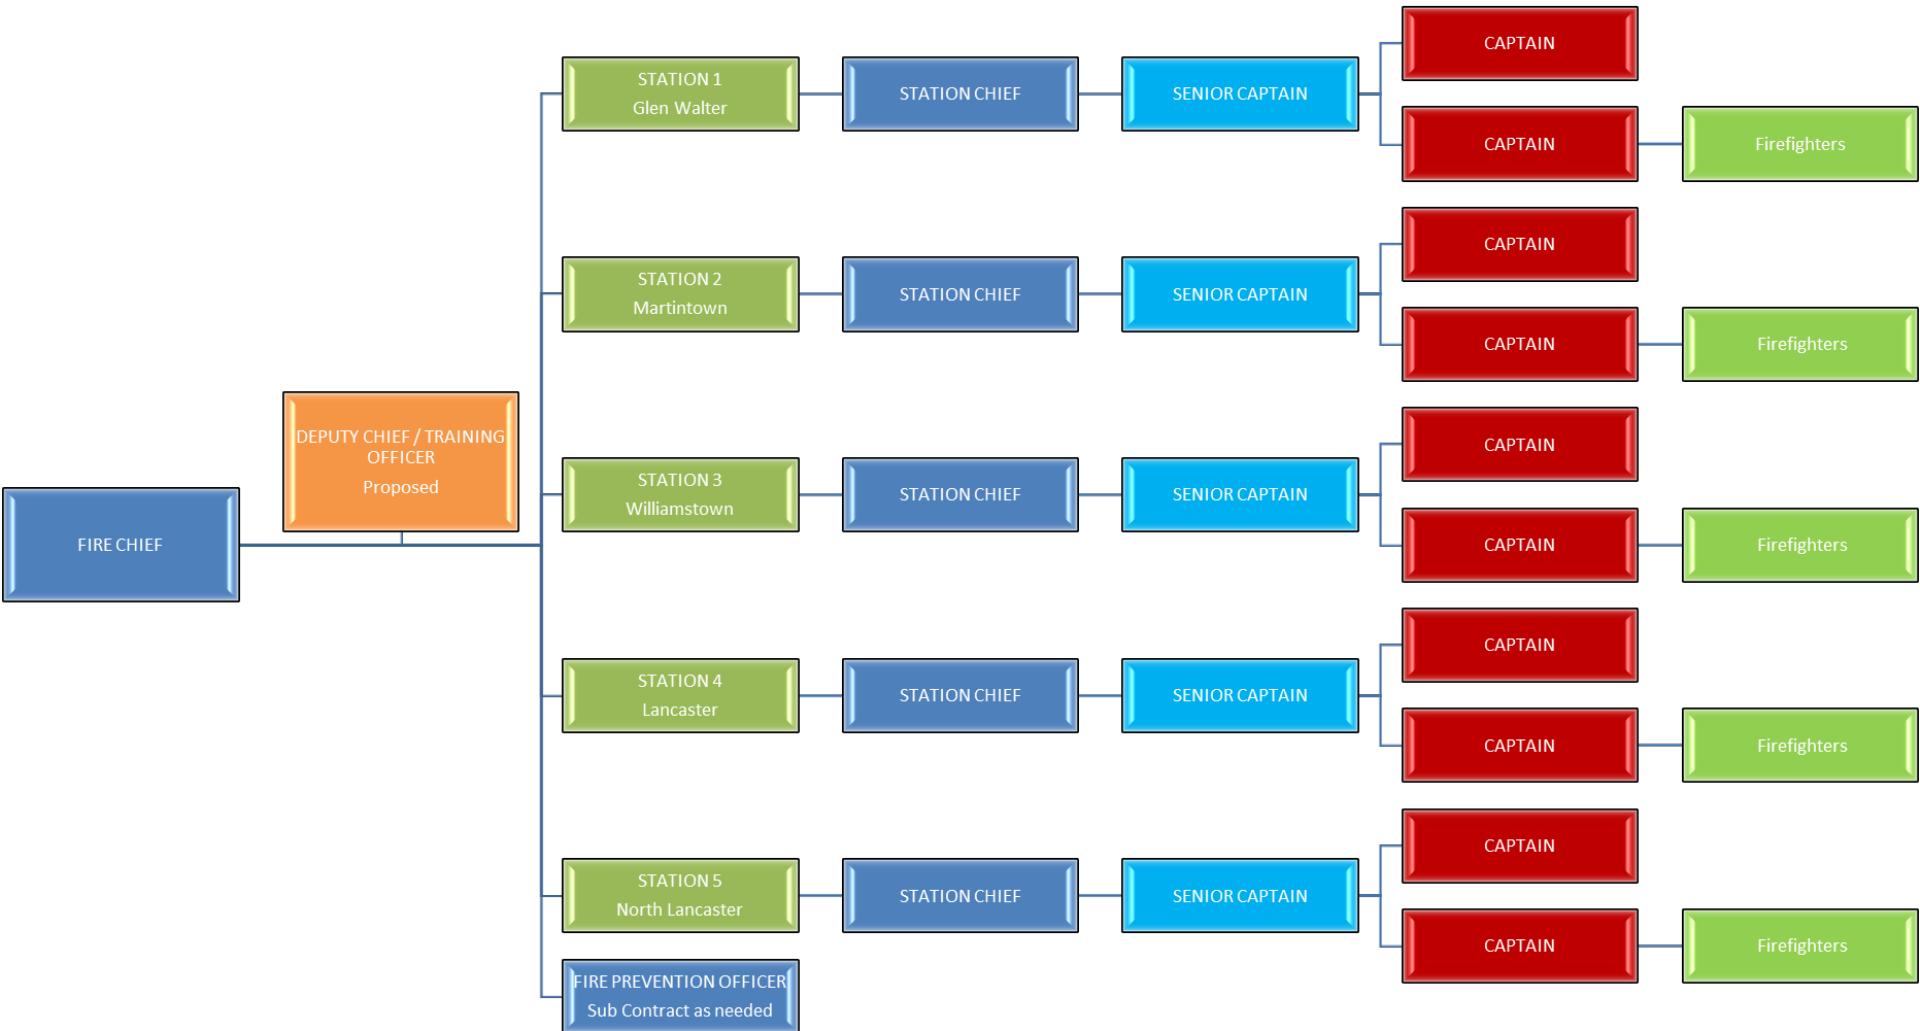 FIRE CHIEF
DEPUTY CHIEF / TRAINING
OFFICER
Proposed
STATION 1
Glen Walter
STATION CHIEF
SENIOR CAPTAIN
CAPTAIN
CAPTAIN
Firefighters
STATION 2
Martintown
STATION CHIEF
SENIOR CAPTAIN
CAPTAIN
CAPTAIN
Firefighters
STATION 3
Williamstown
STATION CHIEF
SENIOR CAPTAIN
CAPTAIN
CAPTAIN
Firefighters
STATION 4
Lancaster
STATION CHIEF
SENIOR CAPTAIN
CAPTAIN
CAPTAIN
Firefighters
STATION 5
North Lancaster
STATION CHIEF
SENIOR CAPTAIN
CAPTAIN
CAPTAIN
Firefighters
FIRE PREVENTION OFFICER
Sub Contract as needed